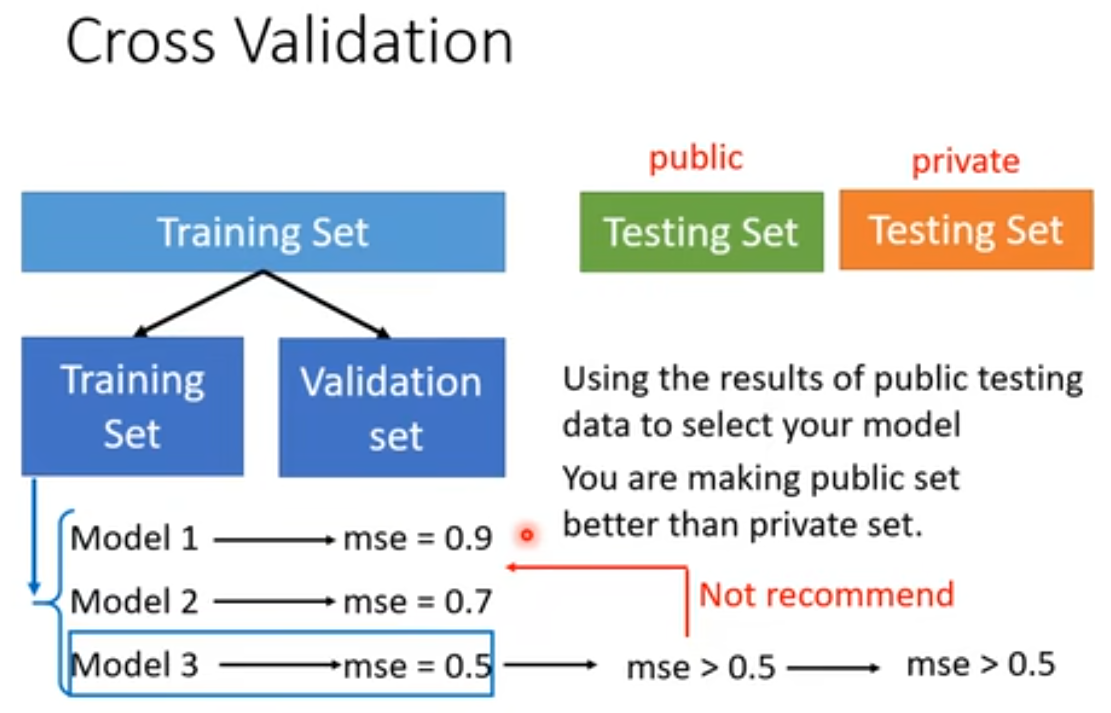 Cross Validation
public
private
Training Set
Testing Set
Testing Set
Training
Set
Validation
set
Using the results of public testing
data to select your model
You are making public set
better than private set.
Model 1
mse = 0.9
Model 2
mse = 0.7
Not recommend
Model 3
mse = 0.5
mse > 0.5
mse > 0.5